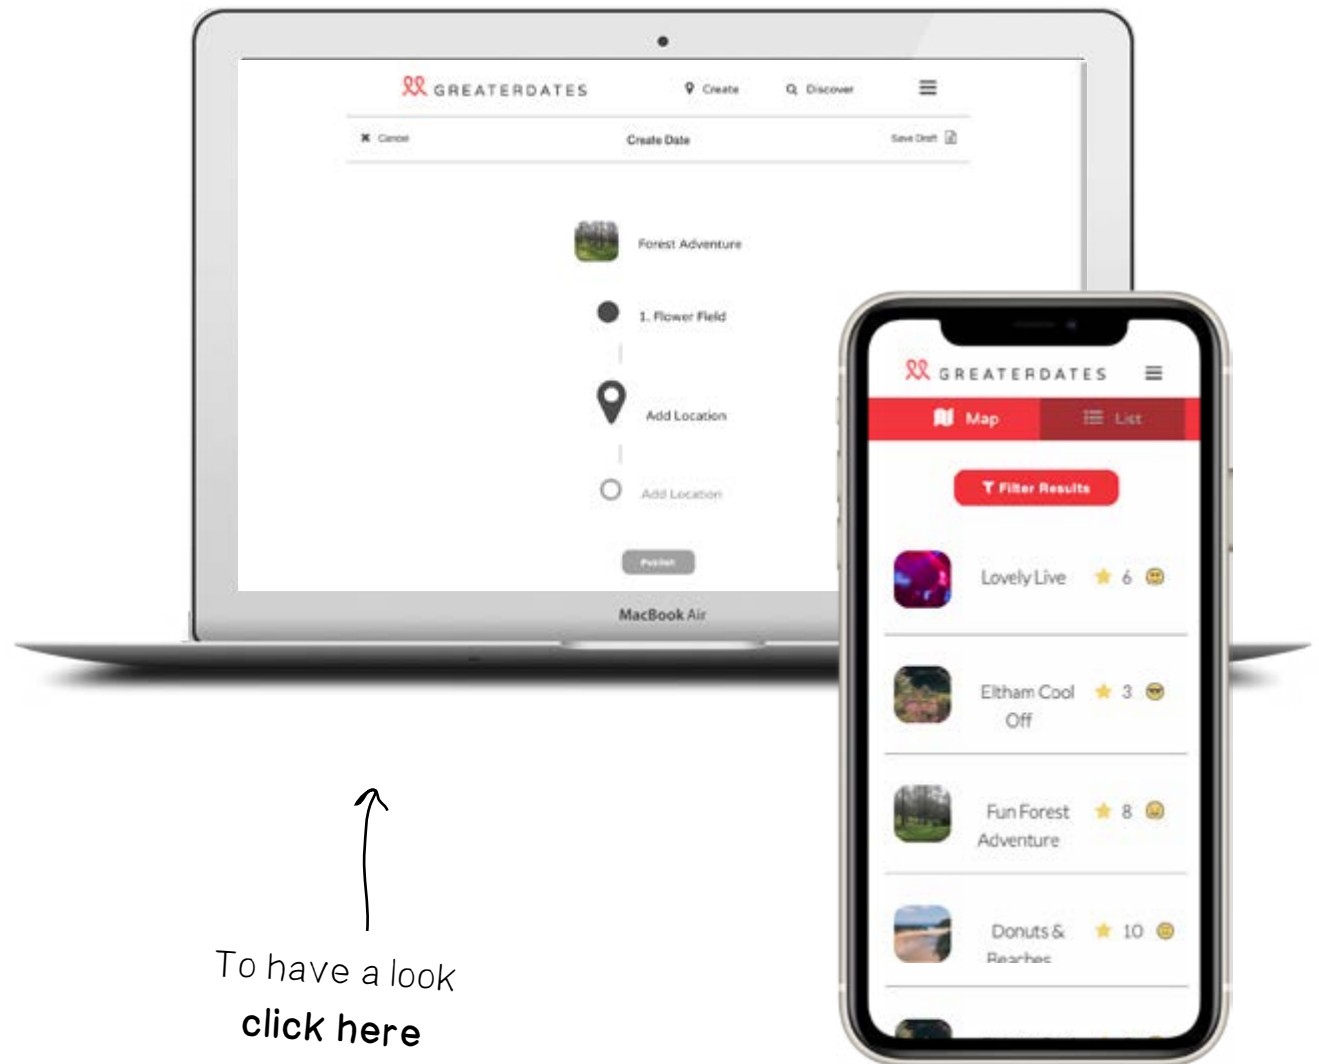 GREATERDATES
Create
Discover
Cancel
Create Date
Save Draft
Forest Adventure
1. Flower Field
Add Location
Add Location
Publish
MacBook Air
GREATERDATES
Map
List
Filter Results
Lovely Live
6
Eltham Cool
Off
3
Fun Forest
Adventure
8
Donuts &
Beaches
10
To have a look
click here